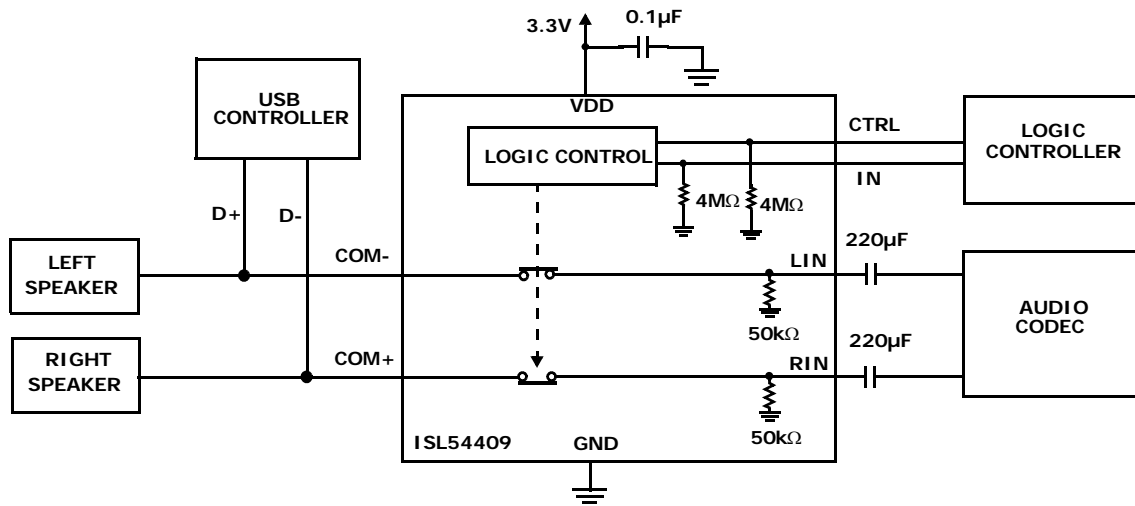 3.3V
0.1µF
USB
CONTROLLER
VDD
LOGIC CONTROL
CTRL
IN
LOGIC
CONTROLLER
4MΩ
4MΩ
D+
D-
LEFT
SPEAKER
COM-
LIN
220µF
50kΩ
AUDIO
CODEC
RIGHT
SPEAKER
COM+
RIN
220µF
50kΩ
ISL54409
GND